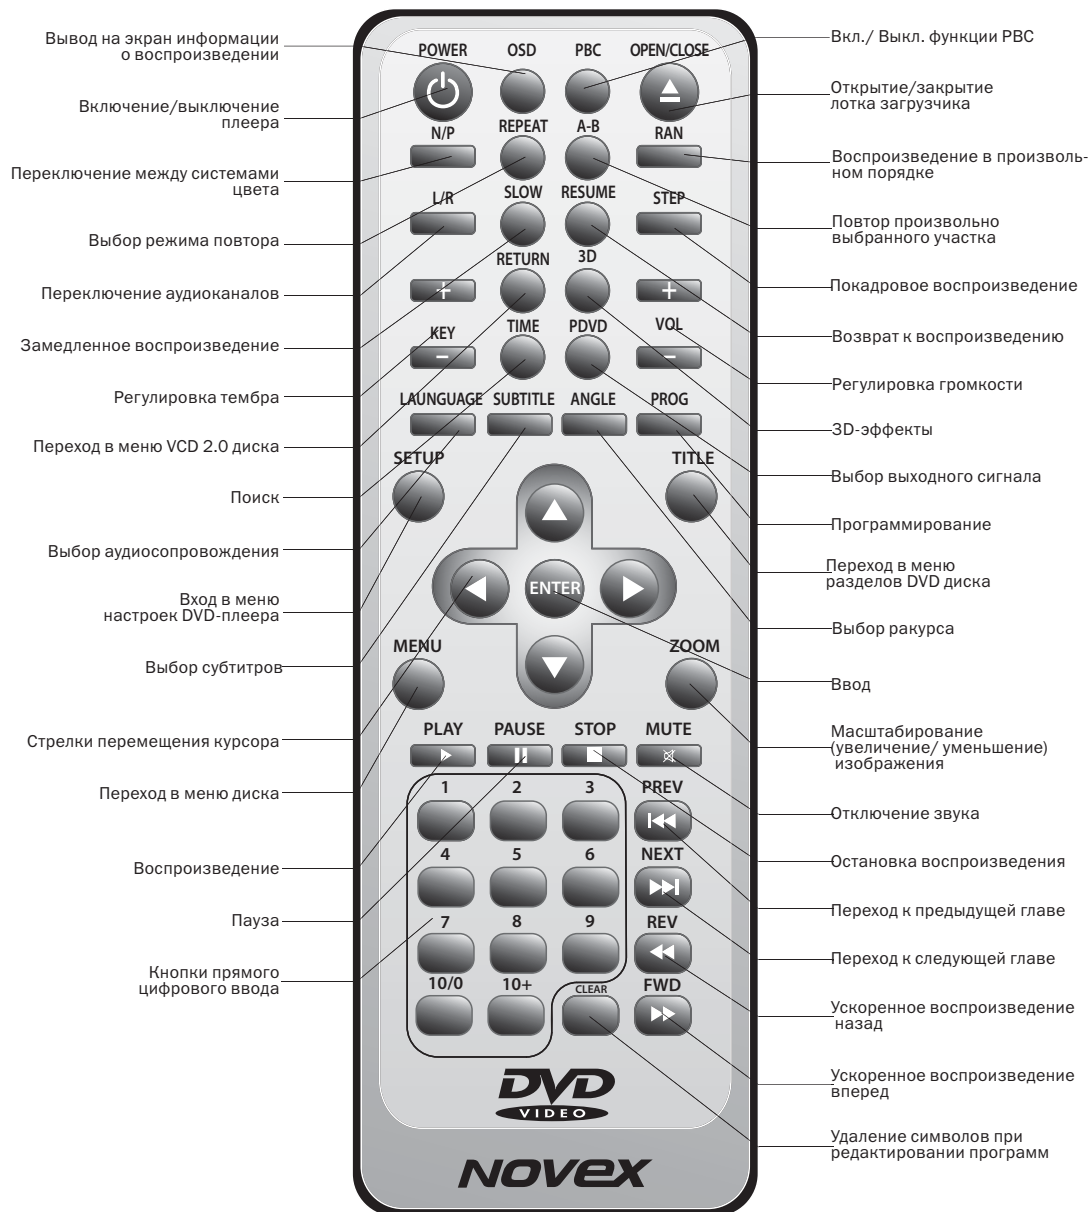 Вывод на экран информации
о воспроизведении
Включение/выключение
плеера
Переключение между системами
цвета
Выбор режима повтора
Переключение аудиоканалов
Замедленное воспроизведение
Регулировка тембра
Переход в меню VCD 2.0 диска
Поиск
Выбор аудиосопровождения
Вход в меню
настроек DVD-плеера
Выбор субтитров
Стрелки перемещения курсора
Переход в меню диска
Воспроизведение
Пауза
Кнопки прямого
цифрового ввода
POWER OSD PBC OPEN/CLOSE
N/P REPEAT A-B RAN
L/R SLOW RESUME STEP
RETURN 3D
+ +
KEY TIME PDVD VOL
− −
LAUNGUAGE SUBTITLE ANGLE PROG
SETUP TITLE
ENTER
MENU ZOOM
PLAY PAUSE STOP MUTE
1 2 3 PREV
4 5 6 NEXT
7 8 9 REV
10/0 10+ CLEAR FWD
DVD
VIDEO
NOVEX
Вкл./ Выкл. функции PBC
Открытие/закрытие
лотка загрузчика
Воспроизведение в произволь-
ном порядке
Повтор произвольно
выбранного участка
Покадровое воспроизведение
Возврат к воспроизведению
Регулировка громкости
3D-эффекты
Выбор выходного сигнала
Программирование
Переход в меню
разделов DVD диска
Выбор ракурса
Ввод
Масштабирование
(увеличение/ уменьшение)
изображения
Отключение звука
Остановка воспроизведения
Переход к предыдущей главе
Переход к следующей главе
Ускоренное воспроизведение
назад
Ускоренное воспроизведение
вперед
Удаление символов при
редактировании программ